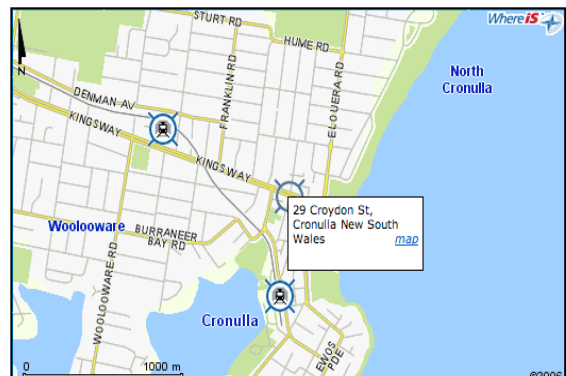 WhereiS
STURT RD
HUME RD
North
Cronulla
N
DENMAN AV
FRANKLIN RD
ELOUERA RD
KINGSWAY
KINGSWAY
29 Croydon St,
Cronulla New South
Wales
map
Woolooware
BURRANEER
BAY RD
WOOLOOWARE RD
Cronulla
EWOS
PDE
0
1000 m
©2006